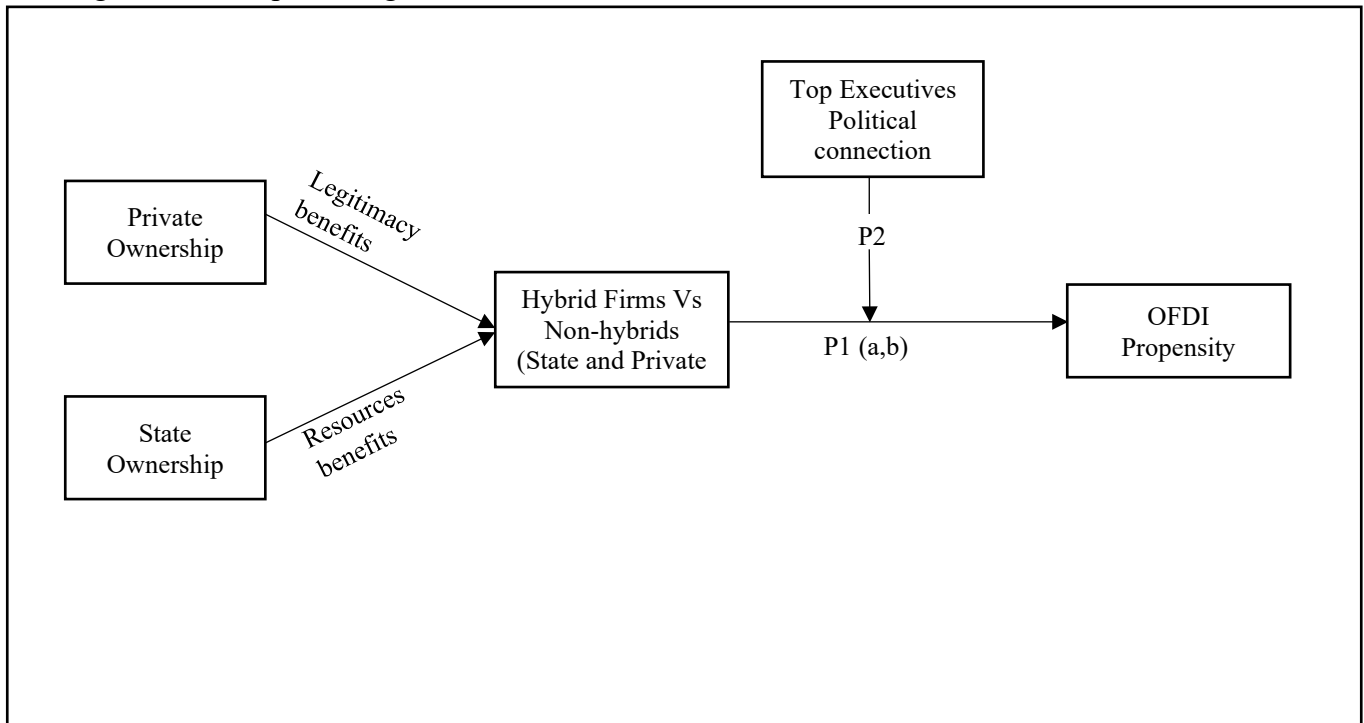 Top Executives
Political
connection
Legitimacy
benefits
Private
Ownership
P2
Hybrid Firms Vs
Non-hybrids
(State and Private
OFDI
Propensity
P1 (a,b)
State
Ownership
Resources
benefits